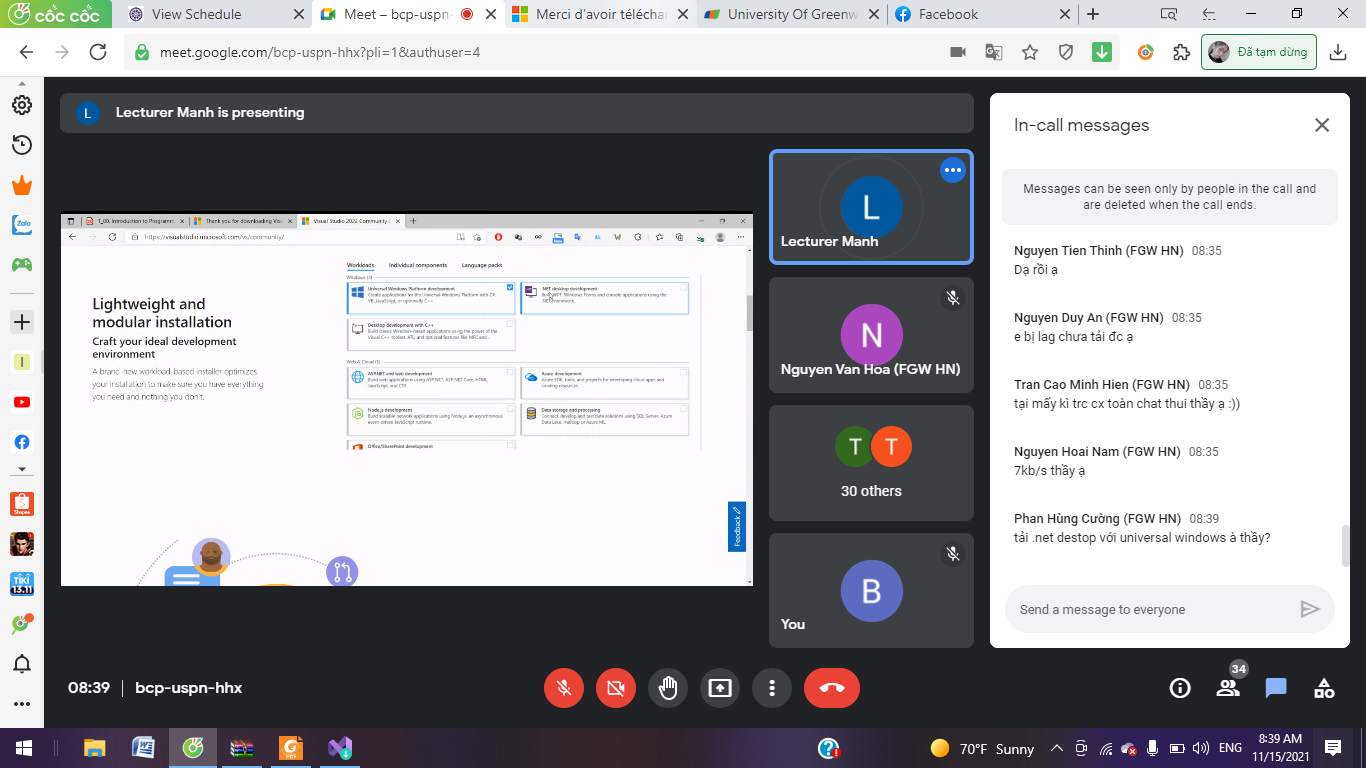 cốc cốc
View Schedule
Meet – bcp-uspn-
Merci d'avoir téléchar
University Of Greenw
Facebook
meet.google.com/bcp-uspn-hhx?pli=1&authuser=4
Đã tạm dừng
L
Lecturer Manh is presenting
1_00. Introduction to Programmi
Thank you for downloading Visu
Visual Studio 2022 Community
https://visualstudio.microsoft.com/vs/community/
Lightweight and
modular installation
Craft your ideal development
environment
A brand-new workload-based installer optimizes
your installation to make sure you have everything
you need and nothing you don't.
Workloads
Individual components
Language packs
Windows (3)
Universal Windows Platform development
Create applications for the Universal Windows Platform with C#,
VB, JavaScript, or optionally C++.
.NET desktop development
Build WPF, Windows Forms and console applications using the
.NET Framework.
Desktop development with C++
Build classic Windows-based applications using the power of the
Visual C++ toolset, ATL, and optional features like MFC and...
Web & Cloud (5)
ASP.NET and web development
Build web applications using ASP.NET, ASP.NET Core, HTML,
JavaScript, and CSS.
Azure development
Azure SDK, tools, and projects for developing cloud apps and
creating resources.
Node.js development
Build scalable network applications using Node.js, an asynchronous
event-driven JavaScript runtime.
Data storage and processing
Connect, develop and test data solutions using SQL Server, Azure
Data Lake, Hadoop or Azure ML.
Office/SharePoint development
Feedback
L
Lecturer Manh
N
Nguyen Van Hoa (FGW HN)
T T
30 others
B
You
In-call messages
Messages can be seen only by people in the call and
are deleted when the call ends.
Nguyen Tien Thinh (FGW HN) 08:35
Dạ rồi ạ
Nguyen Duy An (FGW HN) 08:35
e bị lag chưa tải đc ạ
Tran Cao Minh Hien (FGW HN) 08:35
tại mấy kì trc cx toàn chat thui thầy ạ :))
Nguyen Hoai Nam (FGW HN) 08:35
7kb/s thầy ạ
Phan Hùng Cường (FGW HN) 08:39
tải .net destop với universal windows à thầy?
Send a message to everyone
Zalo
I
Shopee
TIKI
15.11
08:39 | bcp-uspn-hhx
34
70°F Sunny
ENG
8:39 AM
11/15/2021